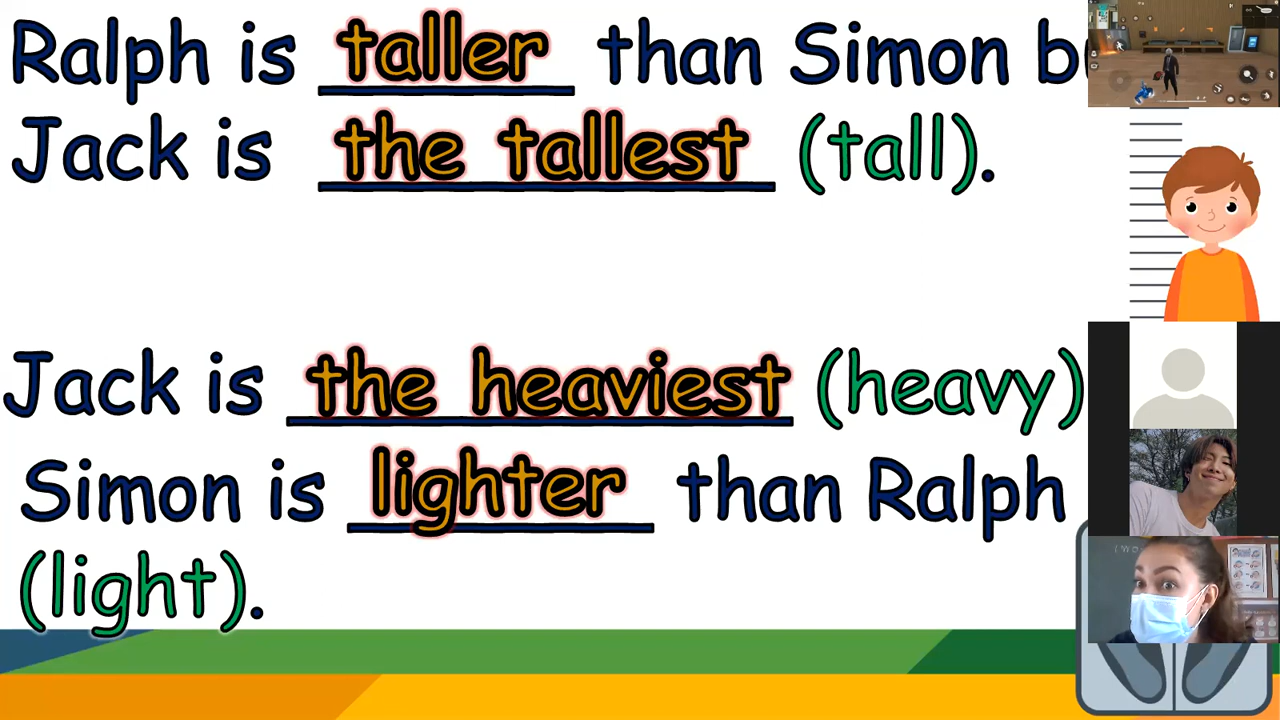 Ralph is taller than Simon b
Jack is the tallest (tall).
Jack is the heaviest (heavy)
Simon is lighter than Ralph
(light).